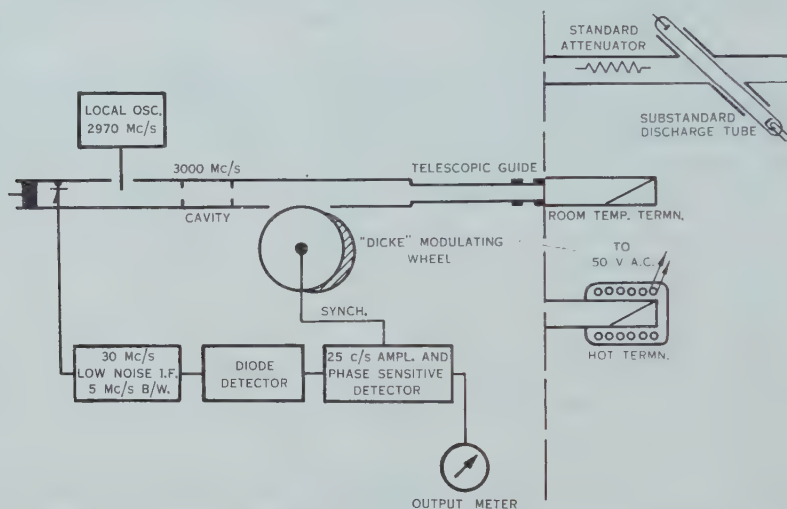 STANDARD
ATTENUATOR
SUBSTANDARD
DISCHARGE TUBE
LOCAL OSC.
2970 Mc/s
3000 Mc/s
CAVITY
TELESCOPIC GUIDE
ROOM TEMP. TERMN.
"DICKE" MODULATING
WHEEL
TO
50 V A.C.
HOT TERMN.
SYNCH.
30 Mc/s
LOW NOISE I.F.
5 Mc/s B/W.
DIODE
DETECTOR
25 c/s AMPL. AND
PHASE SENSITIVE
DETECTOR
OUTPUT METER